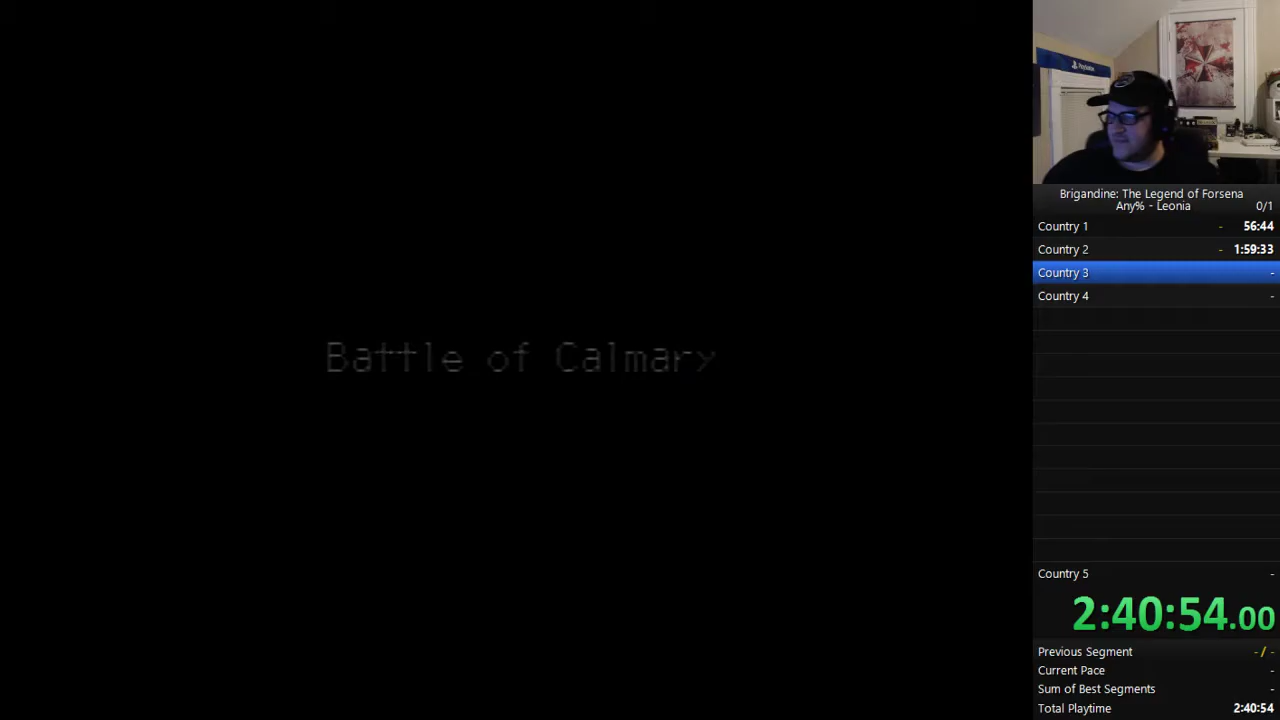 Battle of Calmary
PlayStation
Brigandine: The Legend of Forsena
Any% - Leonia 0/1
Country 1 - 56:44
Country 2 - 1:59:33
Country 3 -
Country 4 -
Country 5 -
2:40:54.00
Previous Segment - / -
Current Pace -
Sum of Best Segments -
Total Playtime 2:40:54